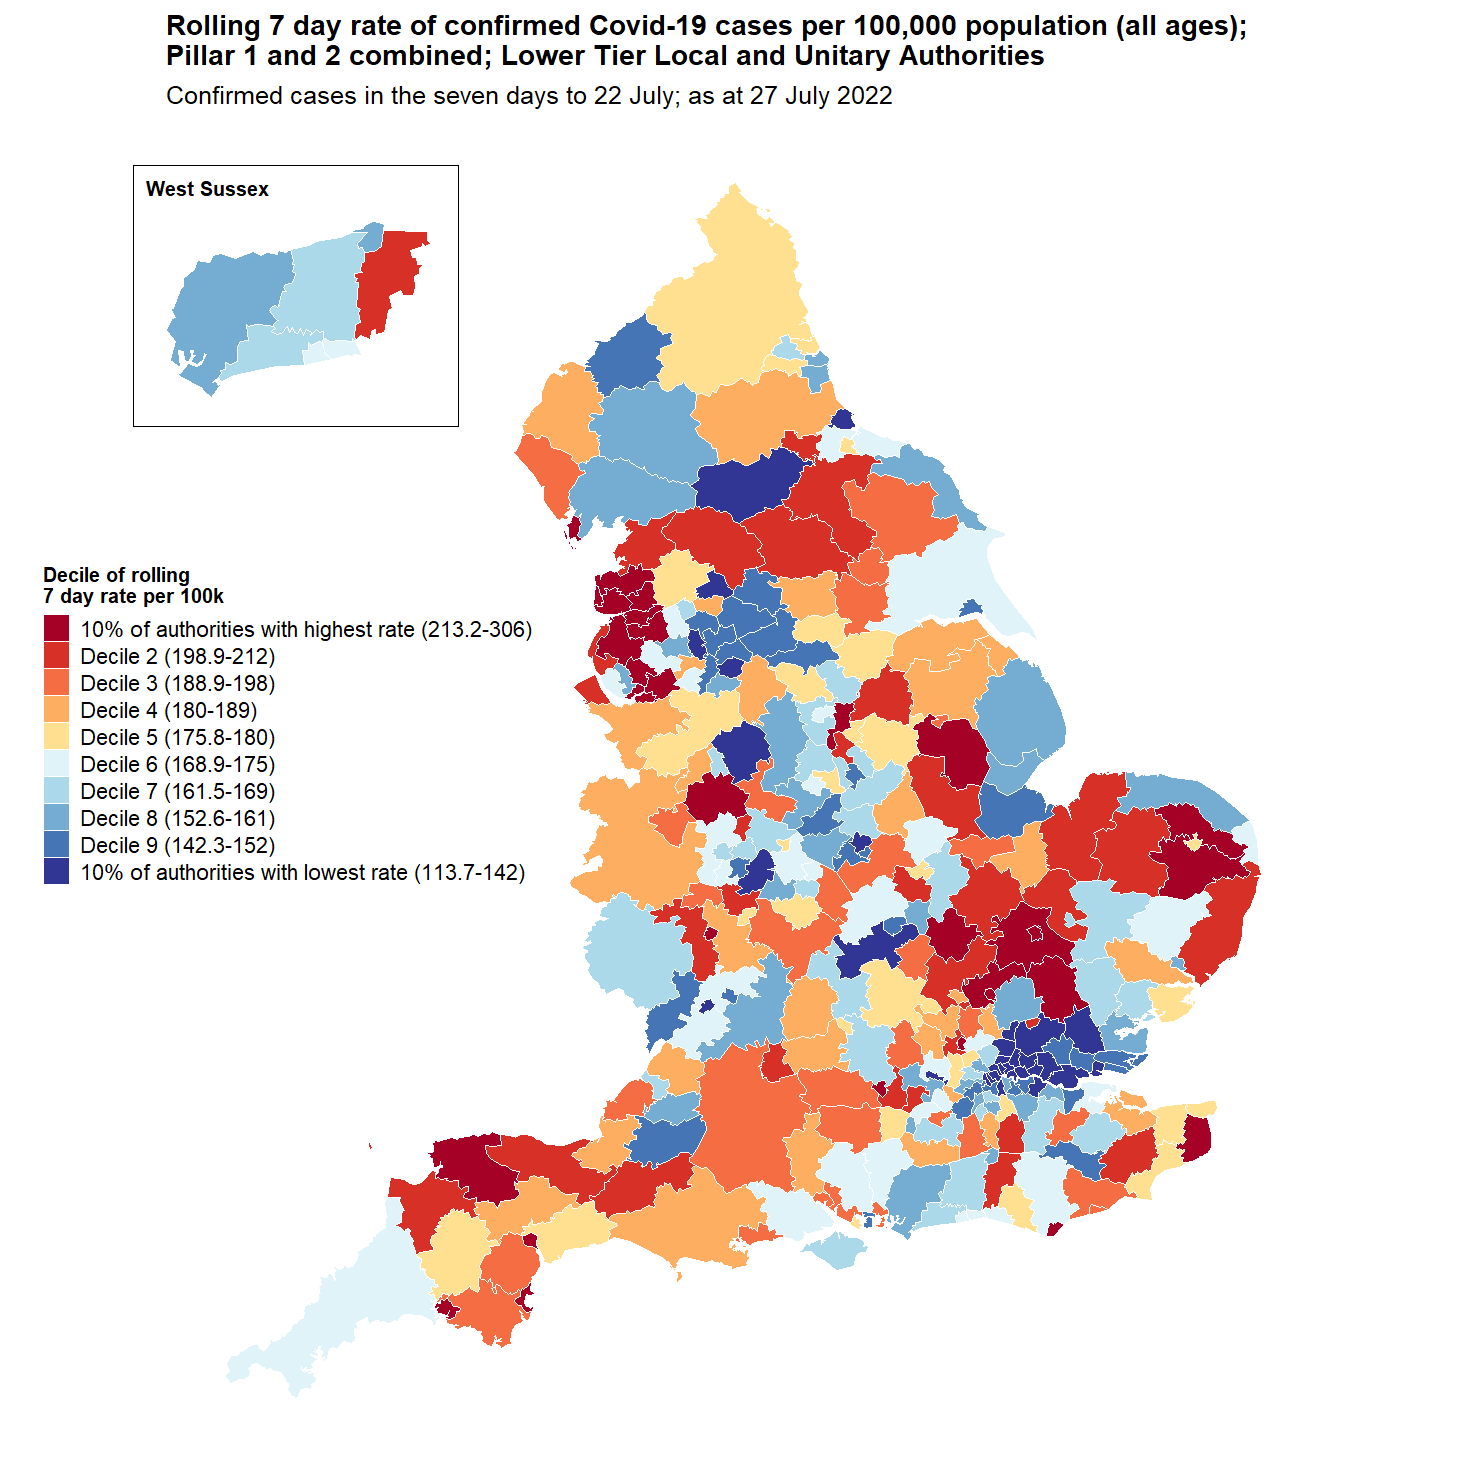 Rolling 7 day rate of confirmed Covid-19 cases per 100,000 population (all ages);
Pillar 1 and 2 combined; Lower Tier Local and Unitary Authorities
Confirmed cases in the seven days to 22 July; as at 27 July 2022
West Sussex
Decile of rolling
7 day rate per 100k
10% of authorities with highest rate (213.2-306)
Decile 2 (198.9-212)
Decile 3 (188.9-198)
Decile 4 (180-189)
Decile 5 (175.8-180)
Decile 6 (168.9-175)
Decile 7 (161.5-169)
Decile 8 (152.6-161)
Decile 9 (142.3-152)
10% of authorities with lowest rate (113.7-142)